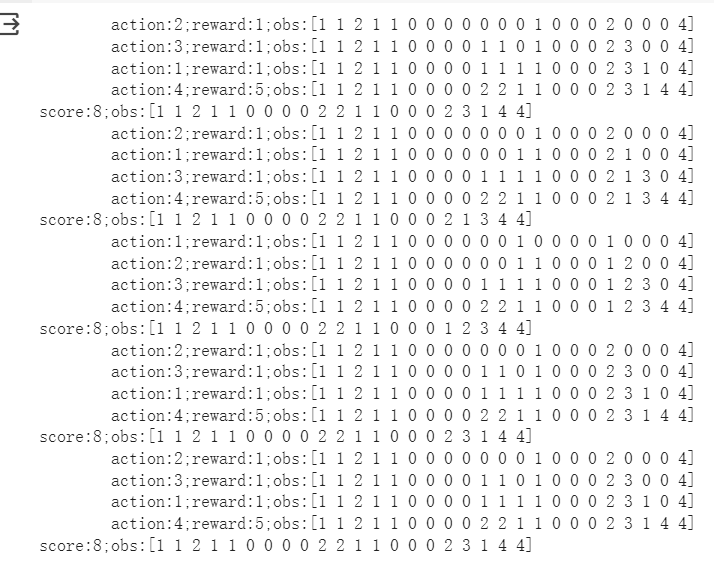 action:2;reward:1;obs:[1 1 2 1 1 0 0 0 0 0 0 0 1 0 0 0 2 0 0 0 4]
action:3;reward:1;obs:[1 1 2 1 1 0 0 0 0 1 1 0 1 0 0 0 2 3 0 0 4]
action:1;reward:1;obs:[1 1 2 1 1 0 0 0 0 1 1 1 1 0 0 0 2 3 1 0 4]
action:4;reward:5;obs:[1 1 2 1 1 0 0 0 0 2 2 1 1 0 0 0 2 3 1 4 4]
score:8;obs:[1 1 2 1 1 0 0 0 0 2 2 1 1 0 0 0 2 3 1 4 4]
action:2;reward:1;obs:[1 1 2 1 1 0 0 0 0 0 0 0 1 0 0 0 2 0 0 0 4]
action:1;reward:1;obs:[1 1 2 1 1 0 0 0 0 0 0 1 1 0 0 0 2 1 0 0 4]
action:3;reward:1;obs:[1 1 2 1 1 0 0 0 0 1 1 1 1 0 0 0 2 1 3 0 4]
action:4;reward:5;obs:[1 1 2 1 1 0 0 0 0 2 2 1 1 0 0 0 2 1 3 4 4]
score:8;obs:[1 1 2 1 1 0 0 0 0 2 2 1 1 0 0 0 2 1 3 4 4]
action:1;reward:1;obs:[1 1 2 1 1 0 0 0 0 0 0 1 0 0 0 0 1 0 0 0 4]
action:2;reward:1;obs:[1 1 2 1 1 0 0 0 0 0 0 1 1 0 0 0 1 2 0 0 4]
action:3;reward:1;obs:[1 1 2 1 1 0 0 0 0 1 1 1 1 0 0 0 1 2 3 0 4]
action:4;reward:5;obs:[1 1 2 1 1 0 0 0 0 2 2 1 1 0 0 0 1 2 3 4 4]
score:8;obs:[1 1 2 1 1 0 0 0 0 2 2 1 1 0 0 0 1 2 3 4 4]
action:2;reward:1;obs:[1 1 2 1 1 0 0 0 0 0 0 0 1 0 0 0 2 0 0 0 4]
action:3;reward:1;obs:[1 1 2 1 1 0 0 0 0 1 1 0 1 0 0 0 2 3 0 0 4]
action:1;reward:1;obs:[1 1 2 1 1 0 0 0 0 1 1 1 1 0 0 0 2 3 1 0 4]
action:4;reward:5;obs:[1 1 2 1 1 0 0 0 0 2 2 1 1 0 0 0 2 3 1 4 4]
score:8;obs:[1 1 2 1 1 0 0 0 0 2 2 1 1 0 0 0 2 3 1 4 4]
action:2;reward:1;obs:[1 1 2 1 1 0 0 0 0 0 0 0 1 0 0 0 2 0 0 0 4]
action:3;reward:1;obs:[1 1 2 1 1 0 0 0 0 1 1 0 1 0 0 0 2 3 0 0 4]
action:1;reward:1;obs:[1 1 2 1 1 0 0 0 0 1 1 1 1 0 0 0 2 3 1 0 4]
action:4;reward:5;obs:[1 1 2 1 1 0 0 0 0 2 2 1 1 0 0 0 2 3 1 4 4]
score:8;obs:[1 1 2 1 1 0 0 0 0 2 2 1 1 0 0 0 2 3 1 4 4]